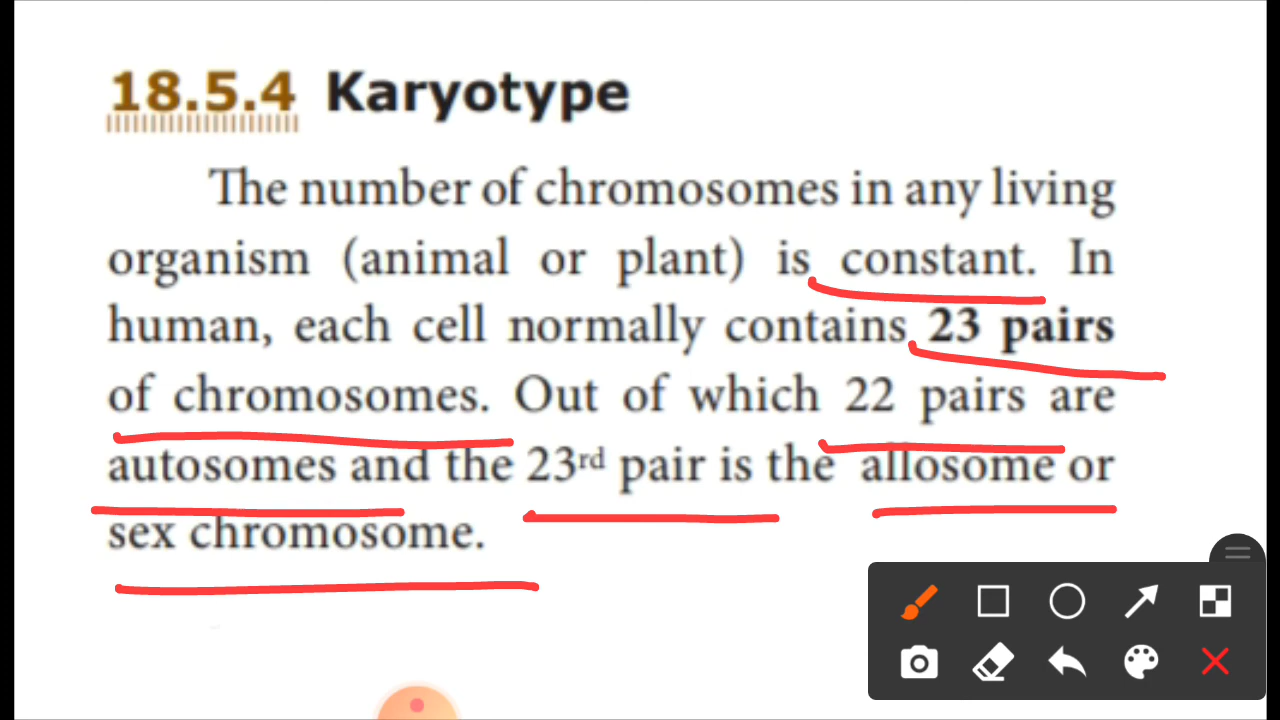 18.5.4 Karyotype
The number of chromosomes in any living
organism (animal or plant) is constant. In
human, each cell normally contains 23 pairs
of chromosomes. Out of which 22 pairs are
autosomes and the 23rd pair is the allosome or
sex chromosome.